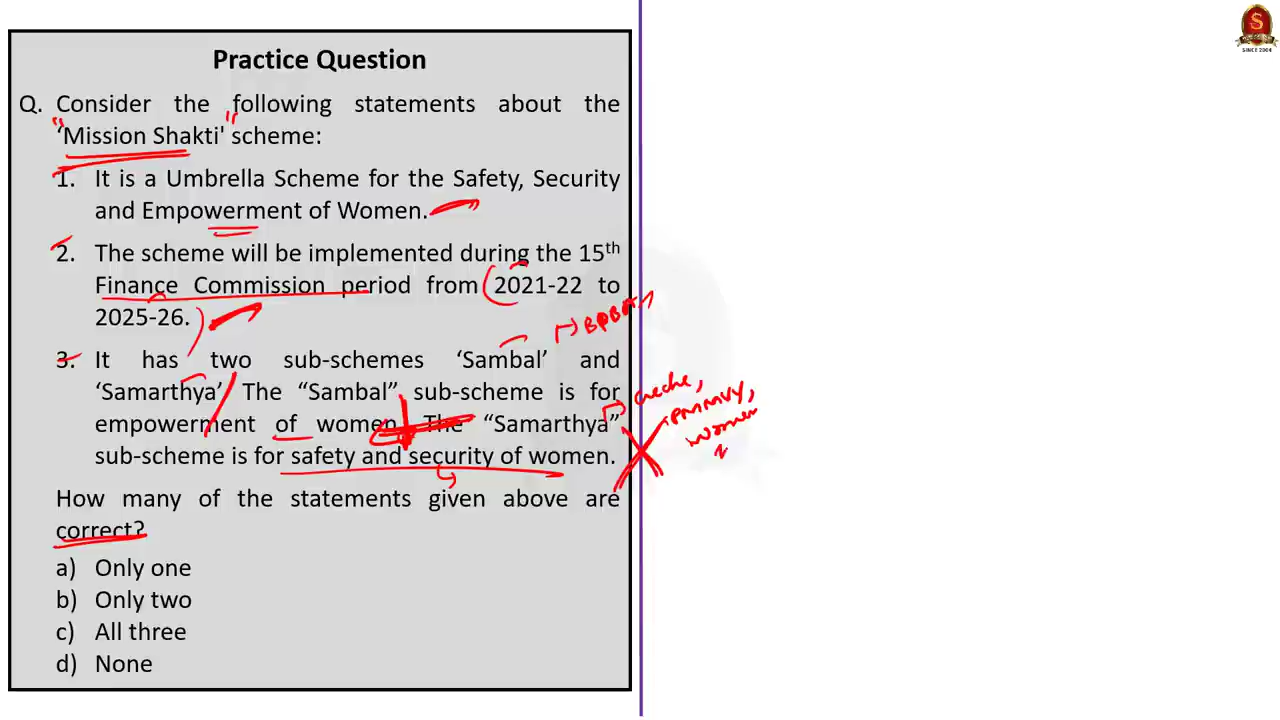 SINCE 2004
Practice Question
Q. Consider the following statements about the
‘Mission Shakti' scheme:
1. It is a Umbrella Scheme for the Safety, Security
and Empowerment of Women.
2. The scheme will be implemented during the 15th
Finance Commission period from 2021-22 to
2025-26.
3. It has two sub-schemes ‘Sambal’ and
‘Samarthya’ The “Sambal” sub-scheme is for
empowerment of women. The “Samarthya”
sub-scheme is for safety and security of women.
How many of the statements given above are
correct?
a) Only one
b) Only two
c) All three
d) None
PMMVY,
women